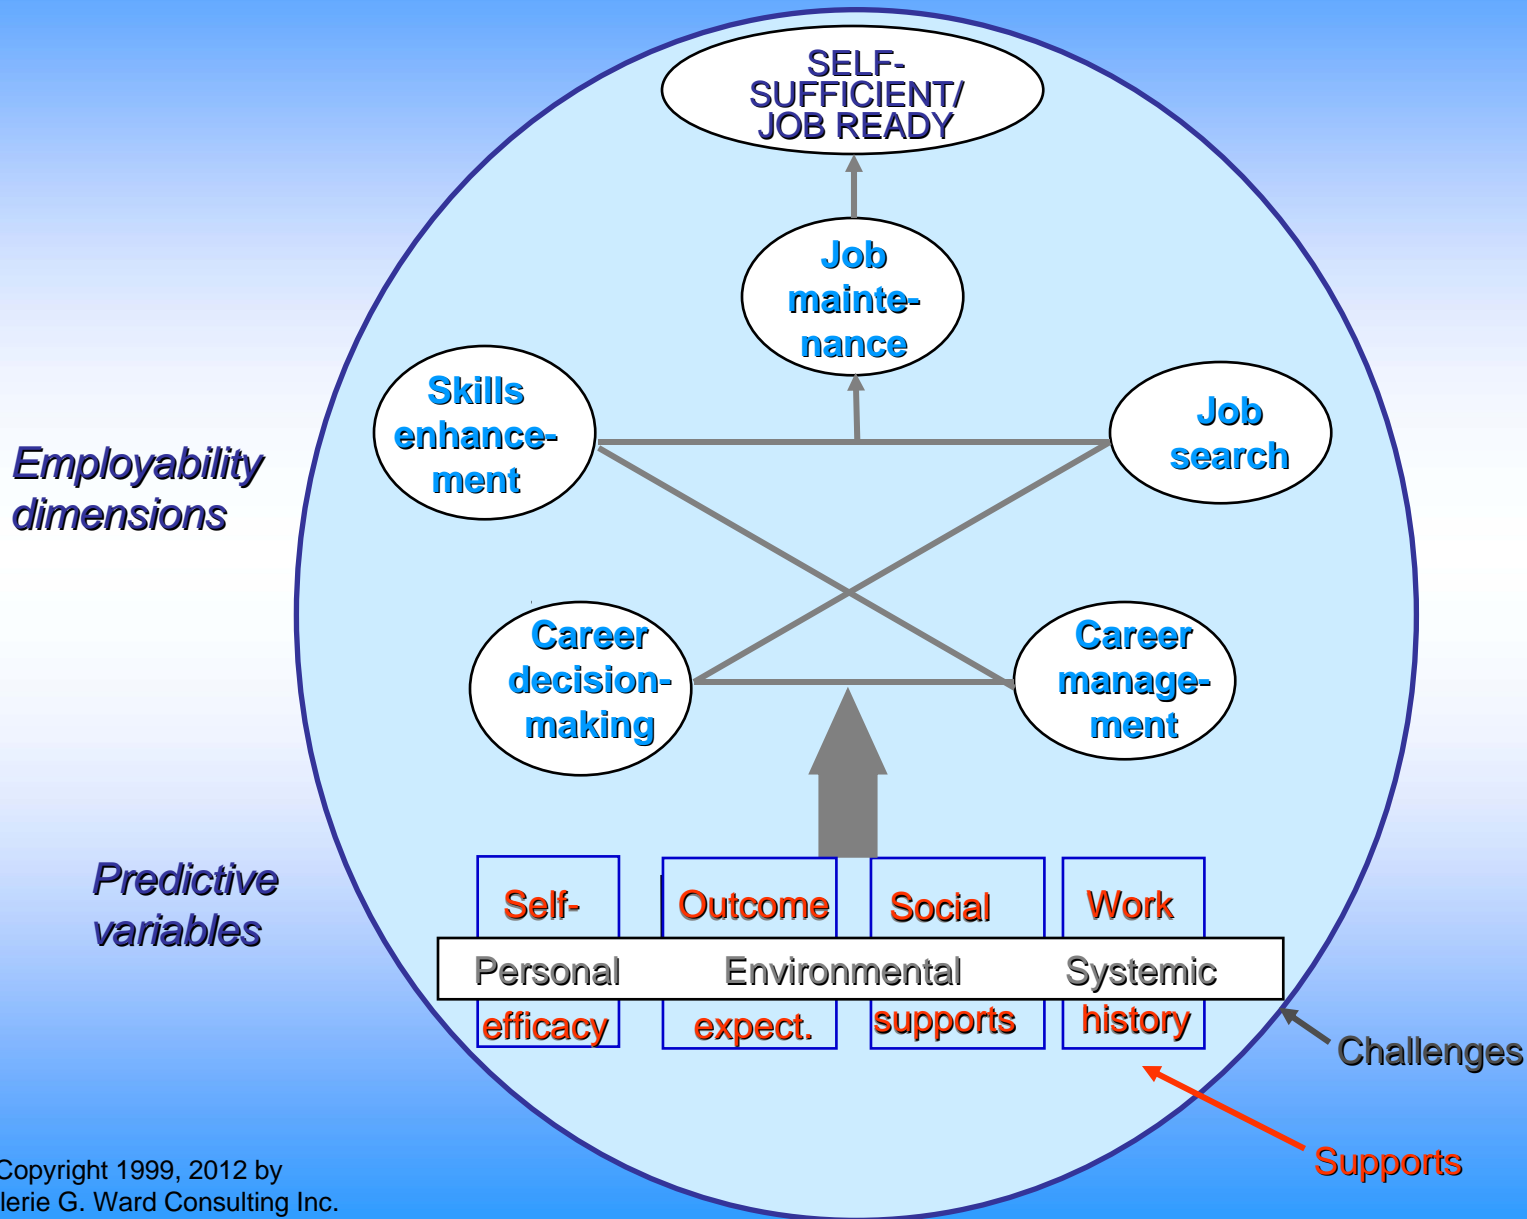 SELF-
SUFFICIENT/
JOB READY
Job
mainte-
nance
Skills
enhance-
ment
Job
search
Employability
dimensions
Career
decision-
making
Career
manage-
ment
Predictive
variables
Self-
Outcome
Social
Work
Personal Environmental Systemic
efficacy
expect.
supports
history
Challenges
Supports
Copyright 1999, 2012 by
lerie G. Ward Consulting Inc.